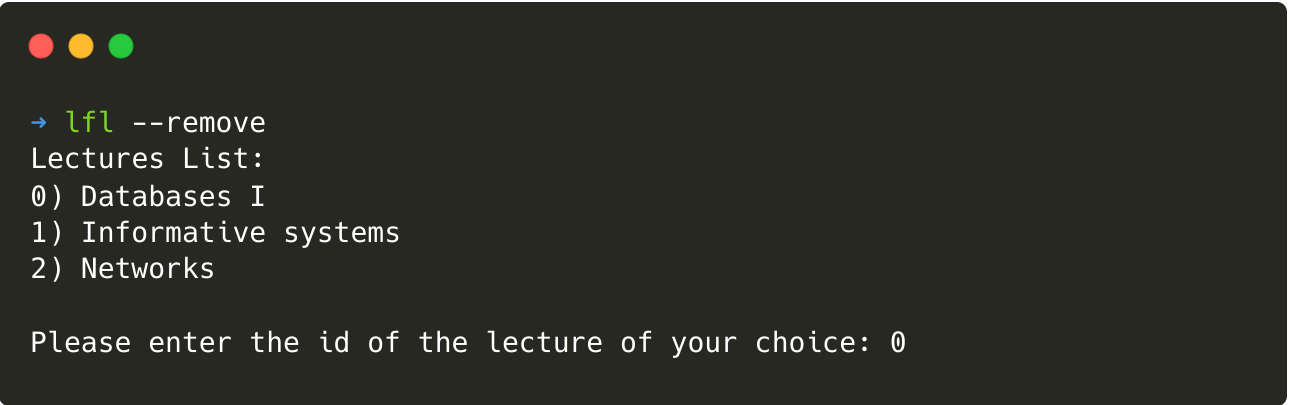 ➜ lfl --remove
Lectures List:
0) Databases I
1) Informative systems
2) Networks
Please enter the id of the lecture of your choice: 0